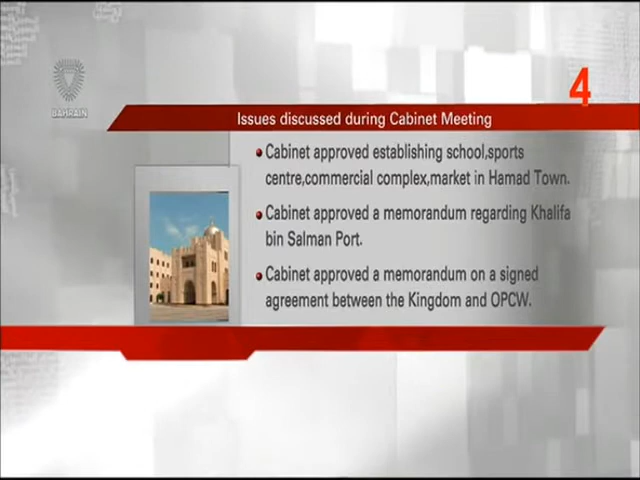 4
BAHRAIN
Issues discussed during Cabinet Meeting
Cabinet approved establishing school,sports
centre,commercial complex,market in Hamad Town.
Cabinet approved a memorandum regarding Khalifa
bin Salman Port.
Cabinet approved a memorandum on a signed
agreement between the Kingdom and OPCW.